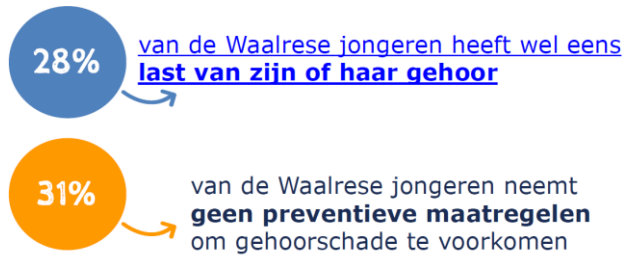 28%
van de Waalrese jongeren heeft wel eens
last van zijn of haar gehoor
31%
van de Waalrese jongeren neemt
geen preventieve maatregelen
om gehoorschade te voorkomen